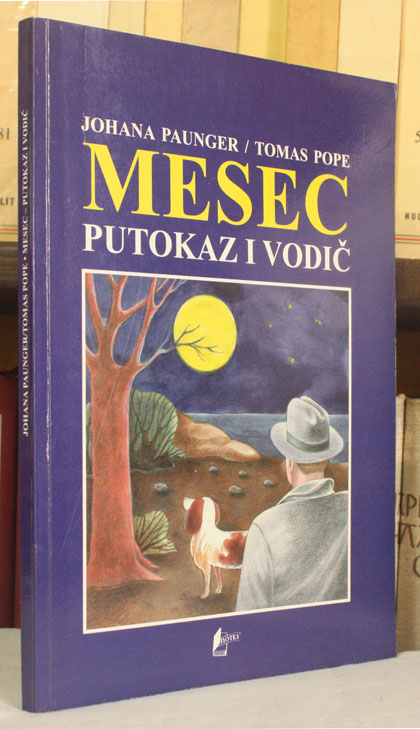 JOHANA PAUNGER / TOMAS POPE
MESEC
PUTOKAZ I VODIČ
JOHANA PAUNGER/TOMAS POPE • MESEC – PUTOKAZ I VODIČ